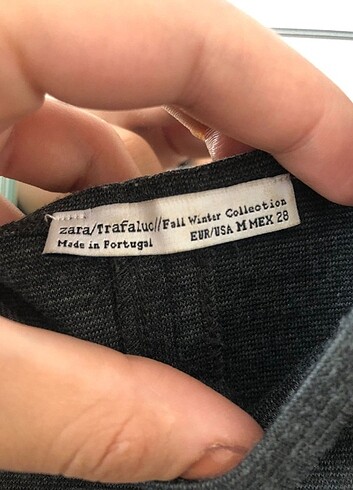 zara/Trafaluc//Fall Winter Collection
Made in Portugal EUR/USA M MEX 28